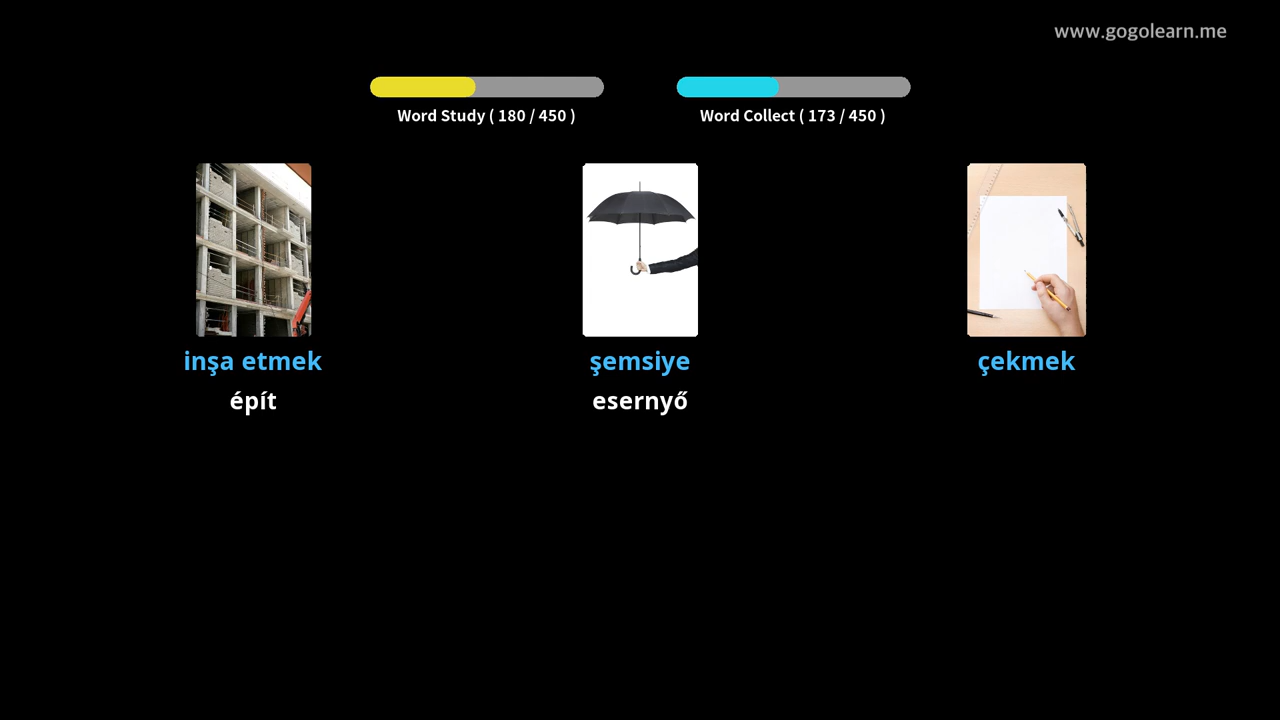 www.gogolearn.me
Word Study ( 180 / 450 )
Word Collect ( 173 / 450 )
inşa etmek
épít
şemsiye
esernyő
çekmek